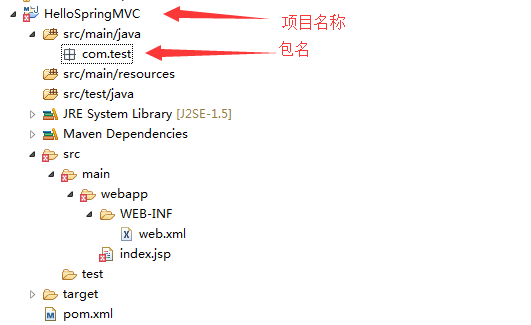 HelloSpringMVC
项目名称
src/main/java
com.test
包名
src/main/resources
src/test/java
JRE System Library [J2SE-1.5]
Maven Dependencies
src
main
webapp
WEB-INF
web.xml
index.jsp
test
target
pom.xml